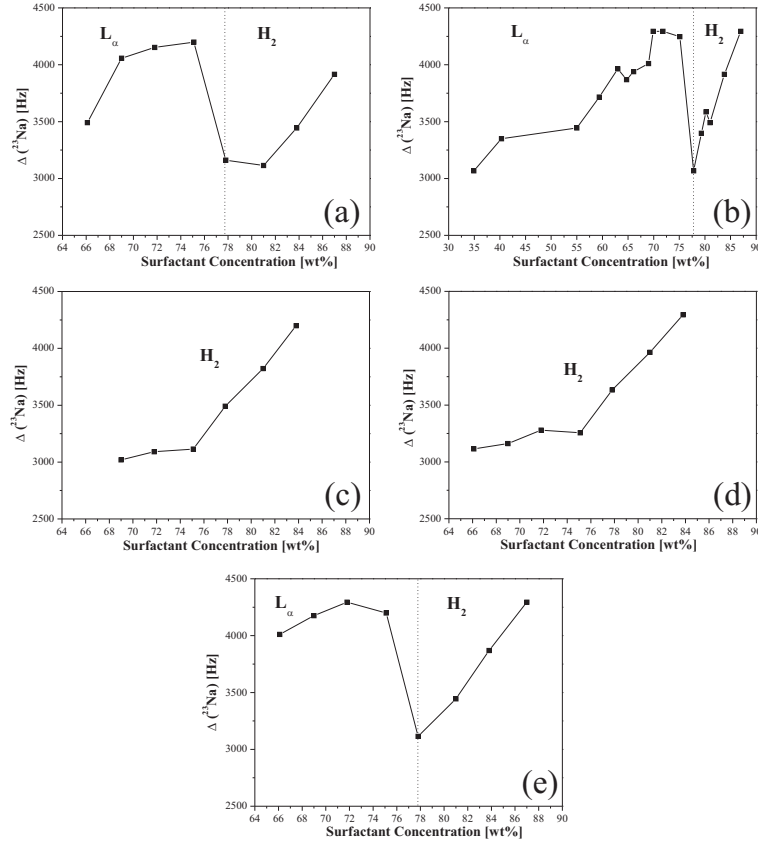 4500
4000
3500
3000
2500
Δ (²³Na) [Hz]
Lα
H₂
(a)
64 66 68 70 72 74 76 78 80 82 84 86 88 90
Surfactant Concentration [wt%]
4500
4000
3500
3000
2500
Δ (²³Na) [Hz]
Lα
H₂
(b)
30 35 40 45 50 55 60 65 70 75 80 85 90
Surfactant Concentration [wt%]
4500
4000
3500
3000
2500
Δ (²³Na) [Hz]
H₂
(c)
64 66 68 70 72 74 76 78 80 82 84 86 88 90
Surfactant Concentration [wt%]
4500
4000
3500
3000
2500
Δ (²³Na) [Hz]
H₂
(d)
64 66 68 70 72 74 76 78 80 82 84 86 88 90
Surfactant Concentration [wt%]
4500
4000
3500
3000
2500
Δ (²³Na) [Hz]
Lα
H₂
(e)
64 66 68 70 72 74 76 78 80 82 84 86 88 90
Surfactant Concentration [wt%]